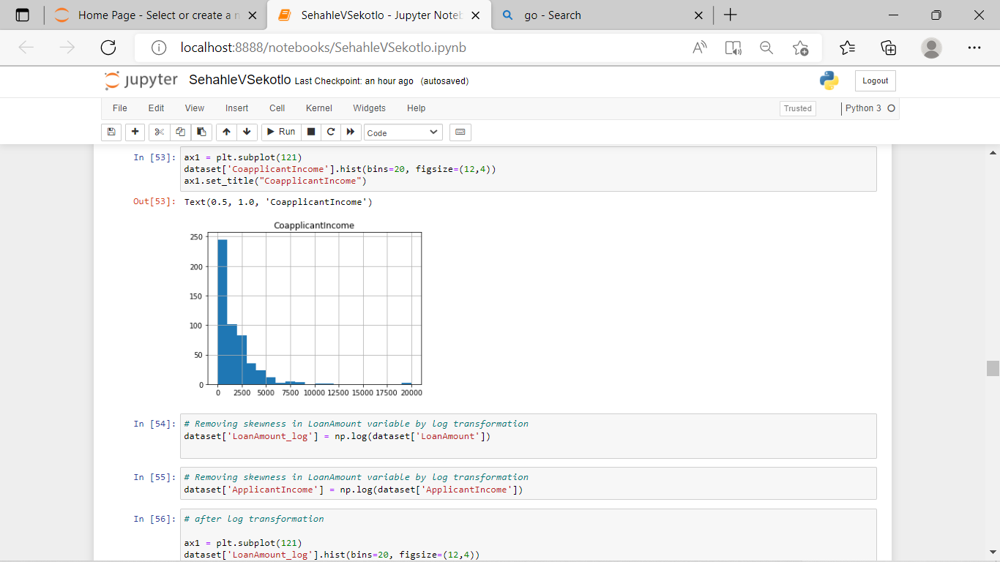 Home Page - Select or create a n
SehahleVSekotlo - Jupyter Noteb
go - Search
localhost:8888/notebooks/SehahleVSekotlo.ipynb
jupyter SehahleVSekotlo Last Checkpoint: an hour ago (autosaved)
Logout
File Edit View Insert Cell Kernel Widgets Help
Trusted
Python 3
Run
Code
In [53]: ax1 = plt.subplot(121)
dataset['CoapplicantIncome'].hist(bins=20, figsize=(12,4))
ax1.set_title("CoapplicantIncome")
Out[53]: Text(0.5, 1.0, 'CoapplicantIncome')
CoapplicantIncome
250
200
150
100
50
0
0 2500 5000 7500 10000 12500 15000 17500 20000
In [54]: # Removing skewness in LoanAmount variable by log transformation
dataset['LoanAmount_log'] = np.log(dataset['LoanAmount'])
In [55]: # Removing skewness in LoanAmount variable by log transformation
dataset['ApplicantIncome'] = np.log(dataset['ApplicantIncome'])
In [56]: # after log transformation
ax1 = plt.subplot(121)
dataset['LoanAmount_log'].hist(bins=20, figsize=(12,4))